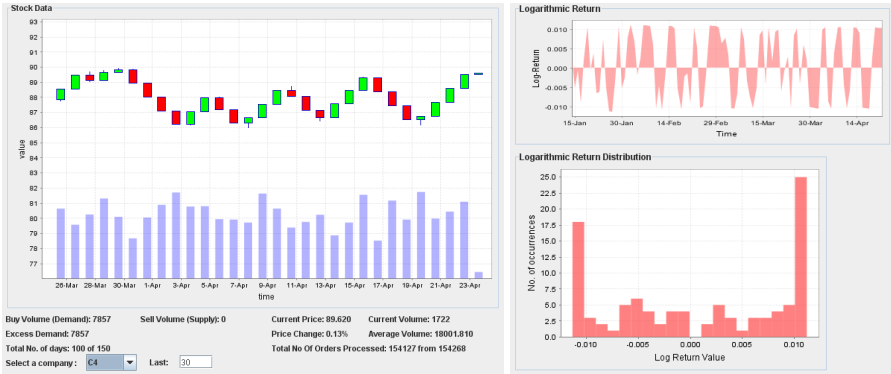 Stock Data
93
92
91
90
89
88
87
86
85
84
83
82
81
80
79
78
77
value
26-Mar 28-Mar 30-Mar 1-Apr 3-Apr 5-Apr 7-Apr 9-Apr 11-Apr 13-Apr 15-Apr 17-Apr 19-Apr 21-Apr 23-Apr
time
Buy Volume (Demand): 7857 Sell Volume (Supply): 0 Current Price: 89.620 Current Volume: 1722
Excess Demand: 7857 Price Change: 0.13% Average Volume: 18001.810
Total No. of days: 100 of 150 Total No Of Orders Processed: 154127 from 154268
Select a company : C4 Last: 30
Logarithmic Return
0.010
0.005
0.000
-0.005
-0.010
Log-Return
15-Jan 30-Jan 14-Feb 29-Feb 15-Mar 30-Mar 14-Apr
Time
Logarithmic Return Distribution
25.0
22.5
20.0
17.5
15.0
12.5
10.0
7.5
5.0
2.5
0.0
No. of occurrences
-0.010 -0.005 0.000 0.005 0.010
Log Return Value